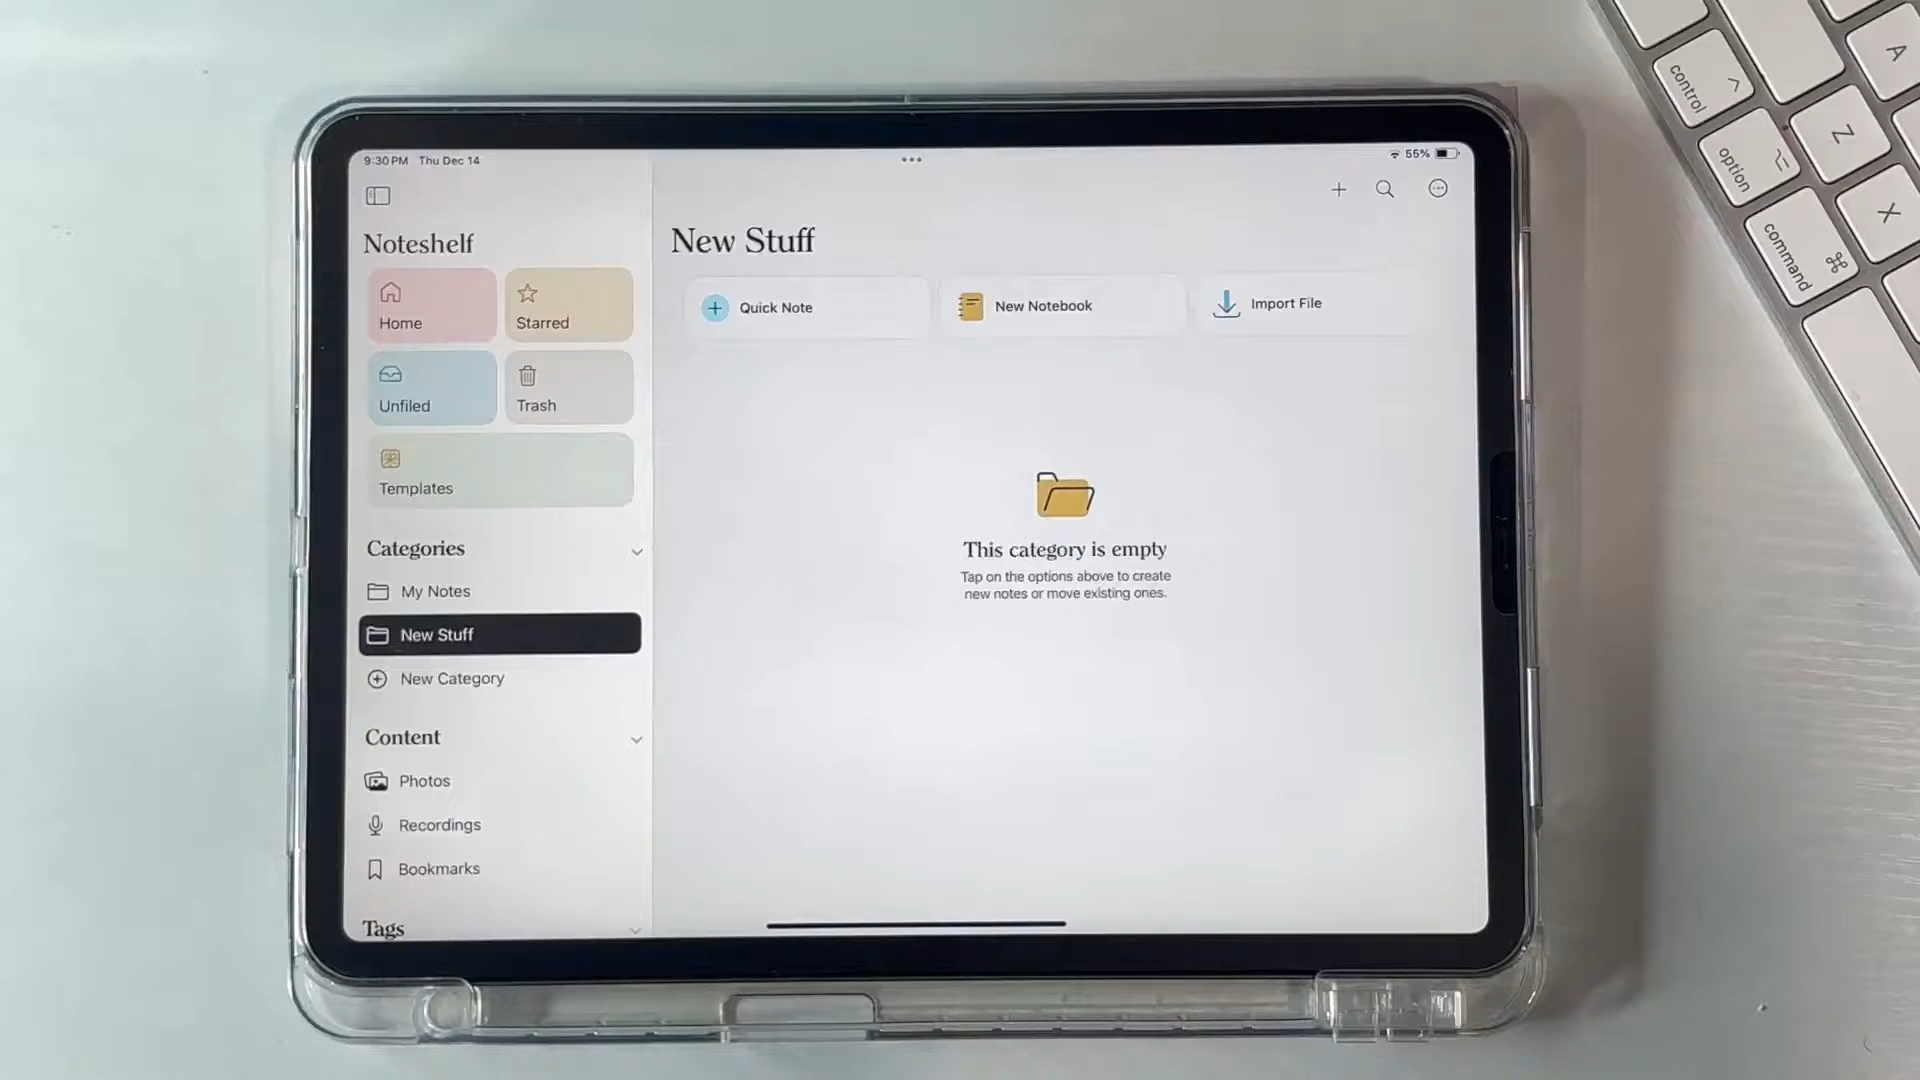 9:30 PM Thu Dec 14
55%
Noteshelf
Home
Starred
Unfiled
Trash
Templates
Categories
My Notes
New Stuff
New Category
Content
Photos
Recordings
Bookmarks
Tags
New Stuff
Quick Note
New Notebook
Import File
This category is empty
Tap on the options above to create
new notes or move existing ones.
control
option
command
A
Z
X